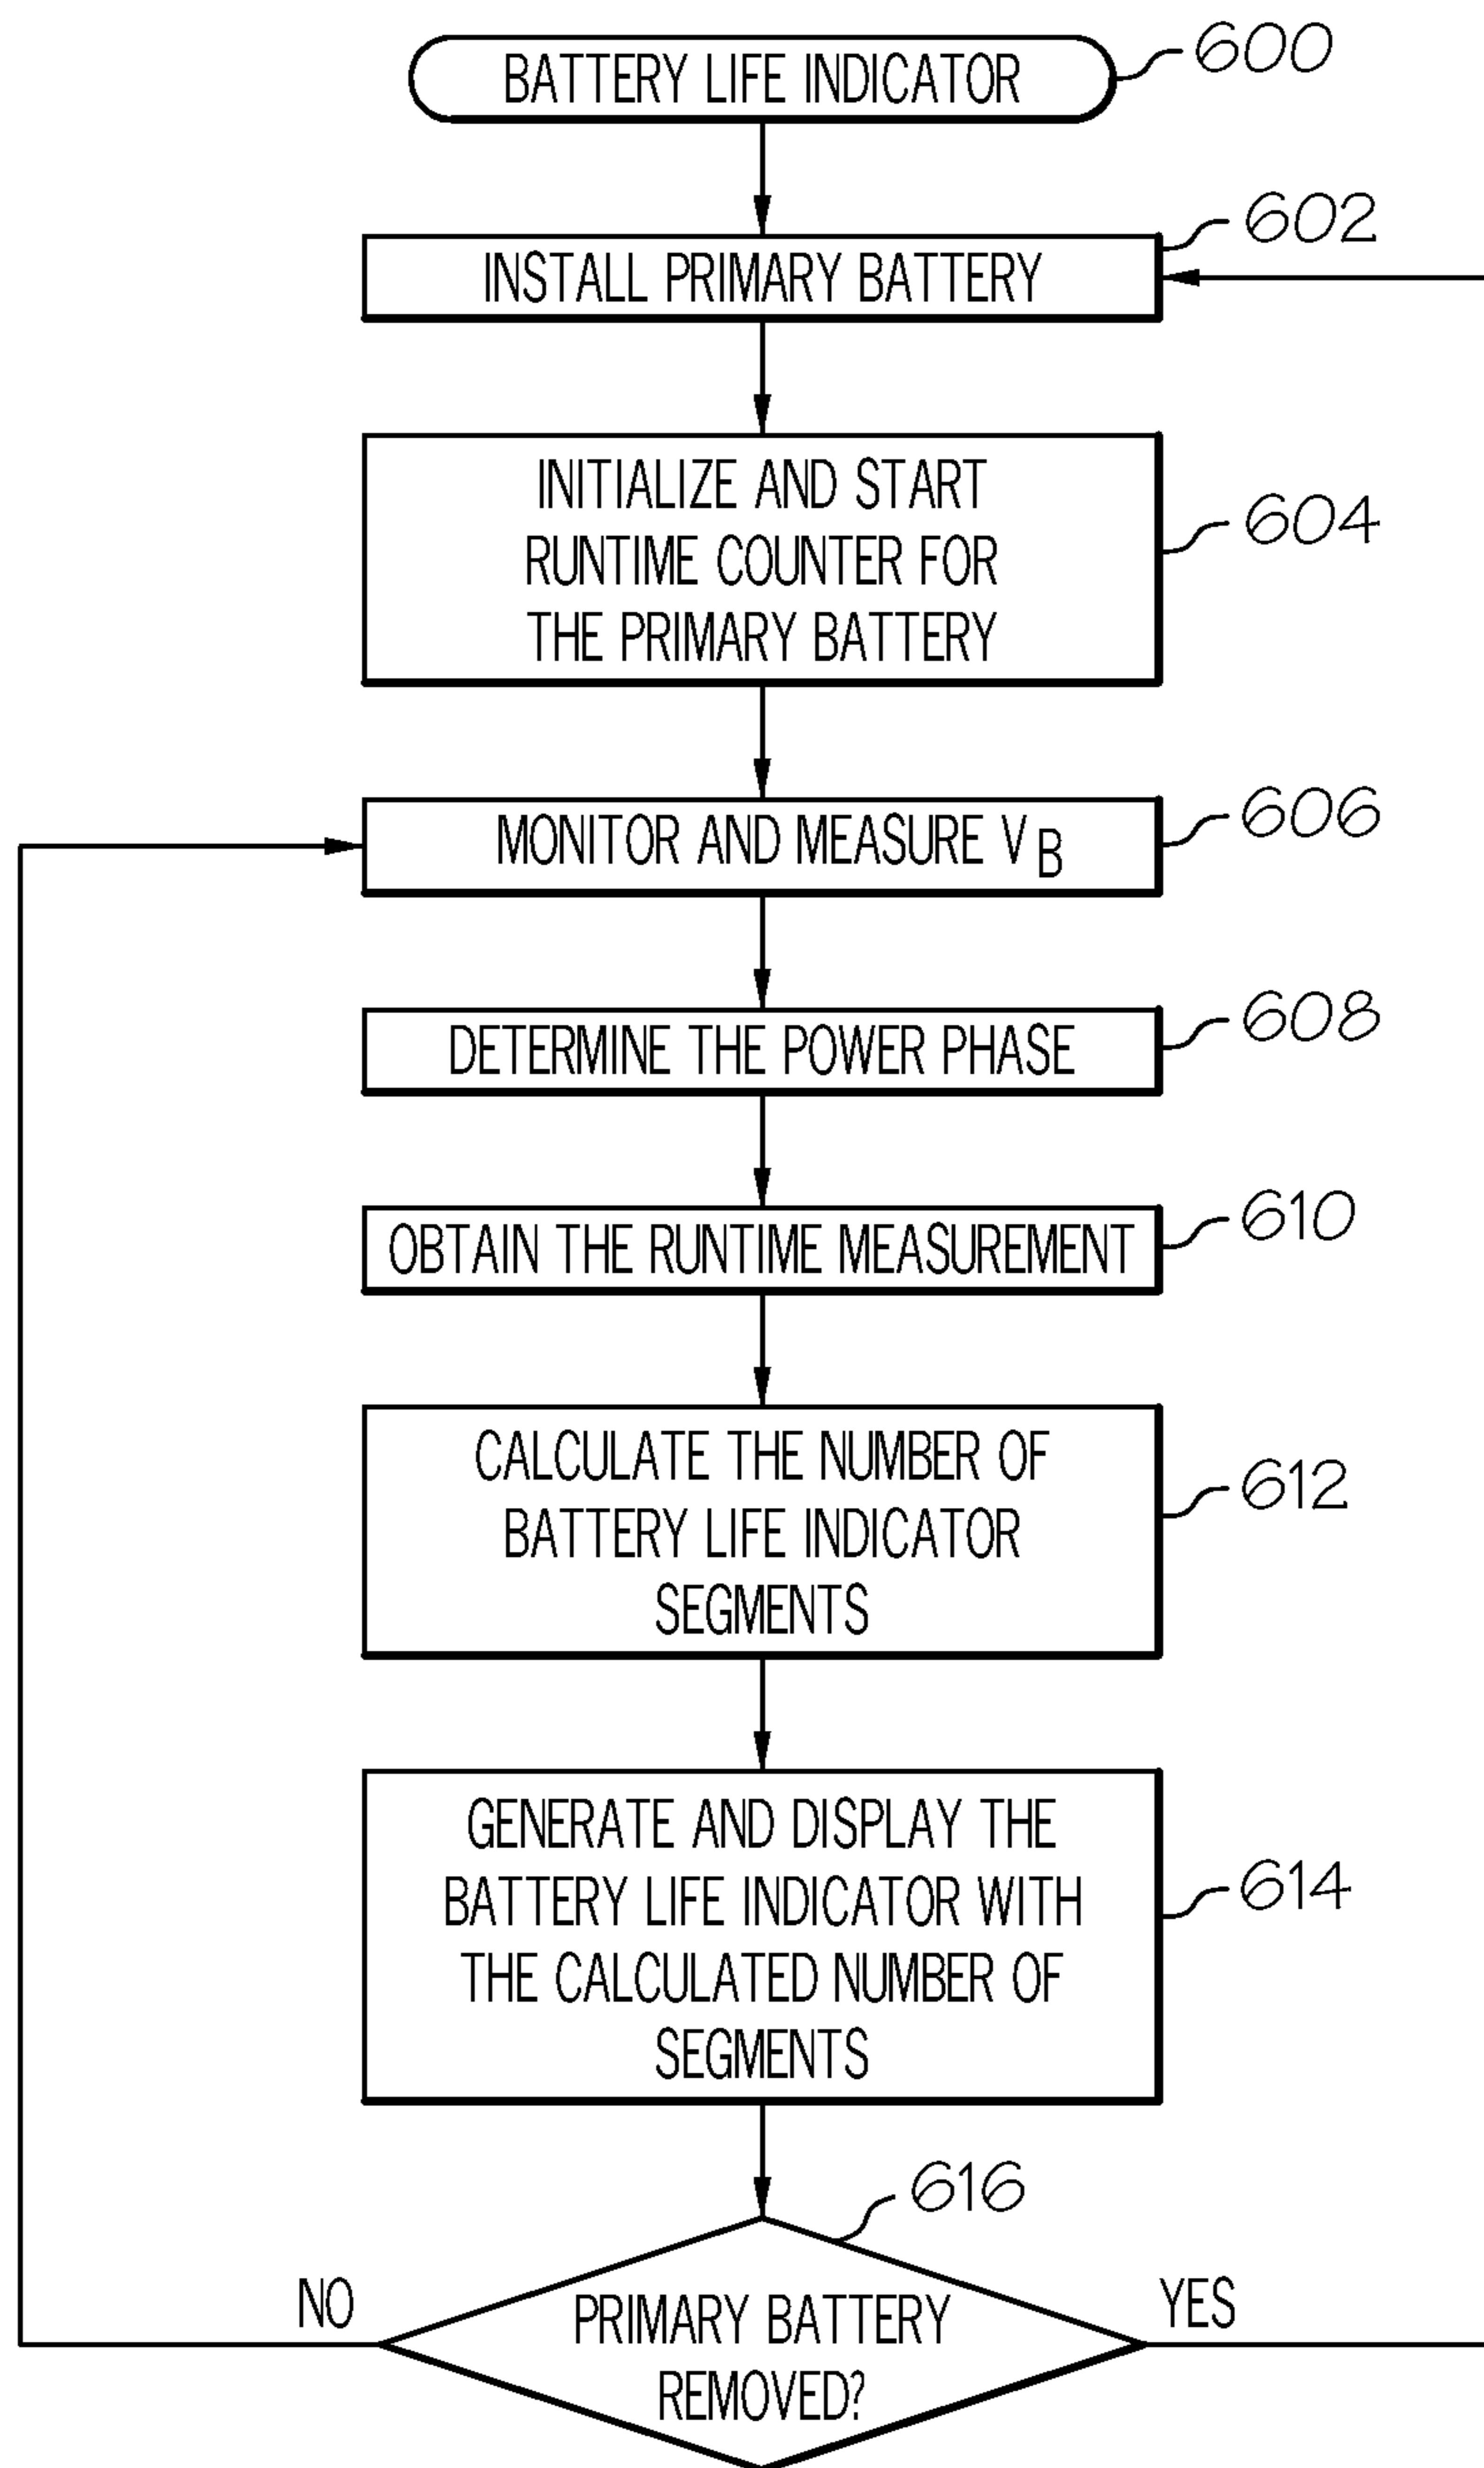 BATTERY LIFE INDICATOR
600
INSTALL PRIMARY BATTERY
602
INITIALIZE AND START
RUNTIME COUNTER FOR
THE PRIMARY BATTERY
604
MONITOR AND MEASURE VB
606
DETERMINE THE POWER PHASE
608
OBTAIN THE RUNTIME MEASUREMENT
610
CALCULATE THE NUMBER OF
BATTERY LIFE INDICATOR
SEGMENTS
612
GENERATE AND DISPLAY THE
BATTERY LIFE INDICATOR WITH
THE CALCULATED NUMBER OF
SEGMENTS
614
616
NO
PRIMARY BATTERY
REMOVED?
YES